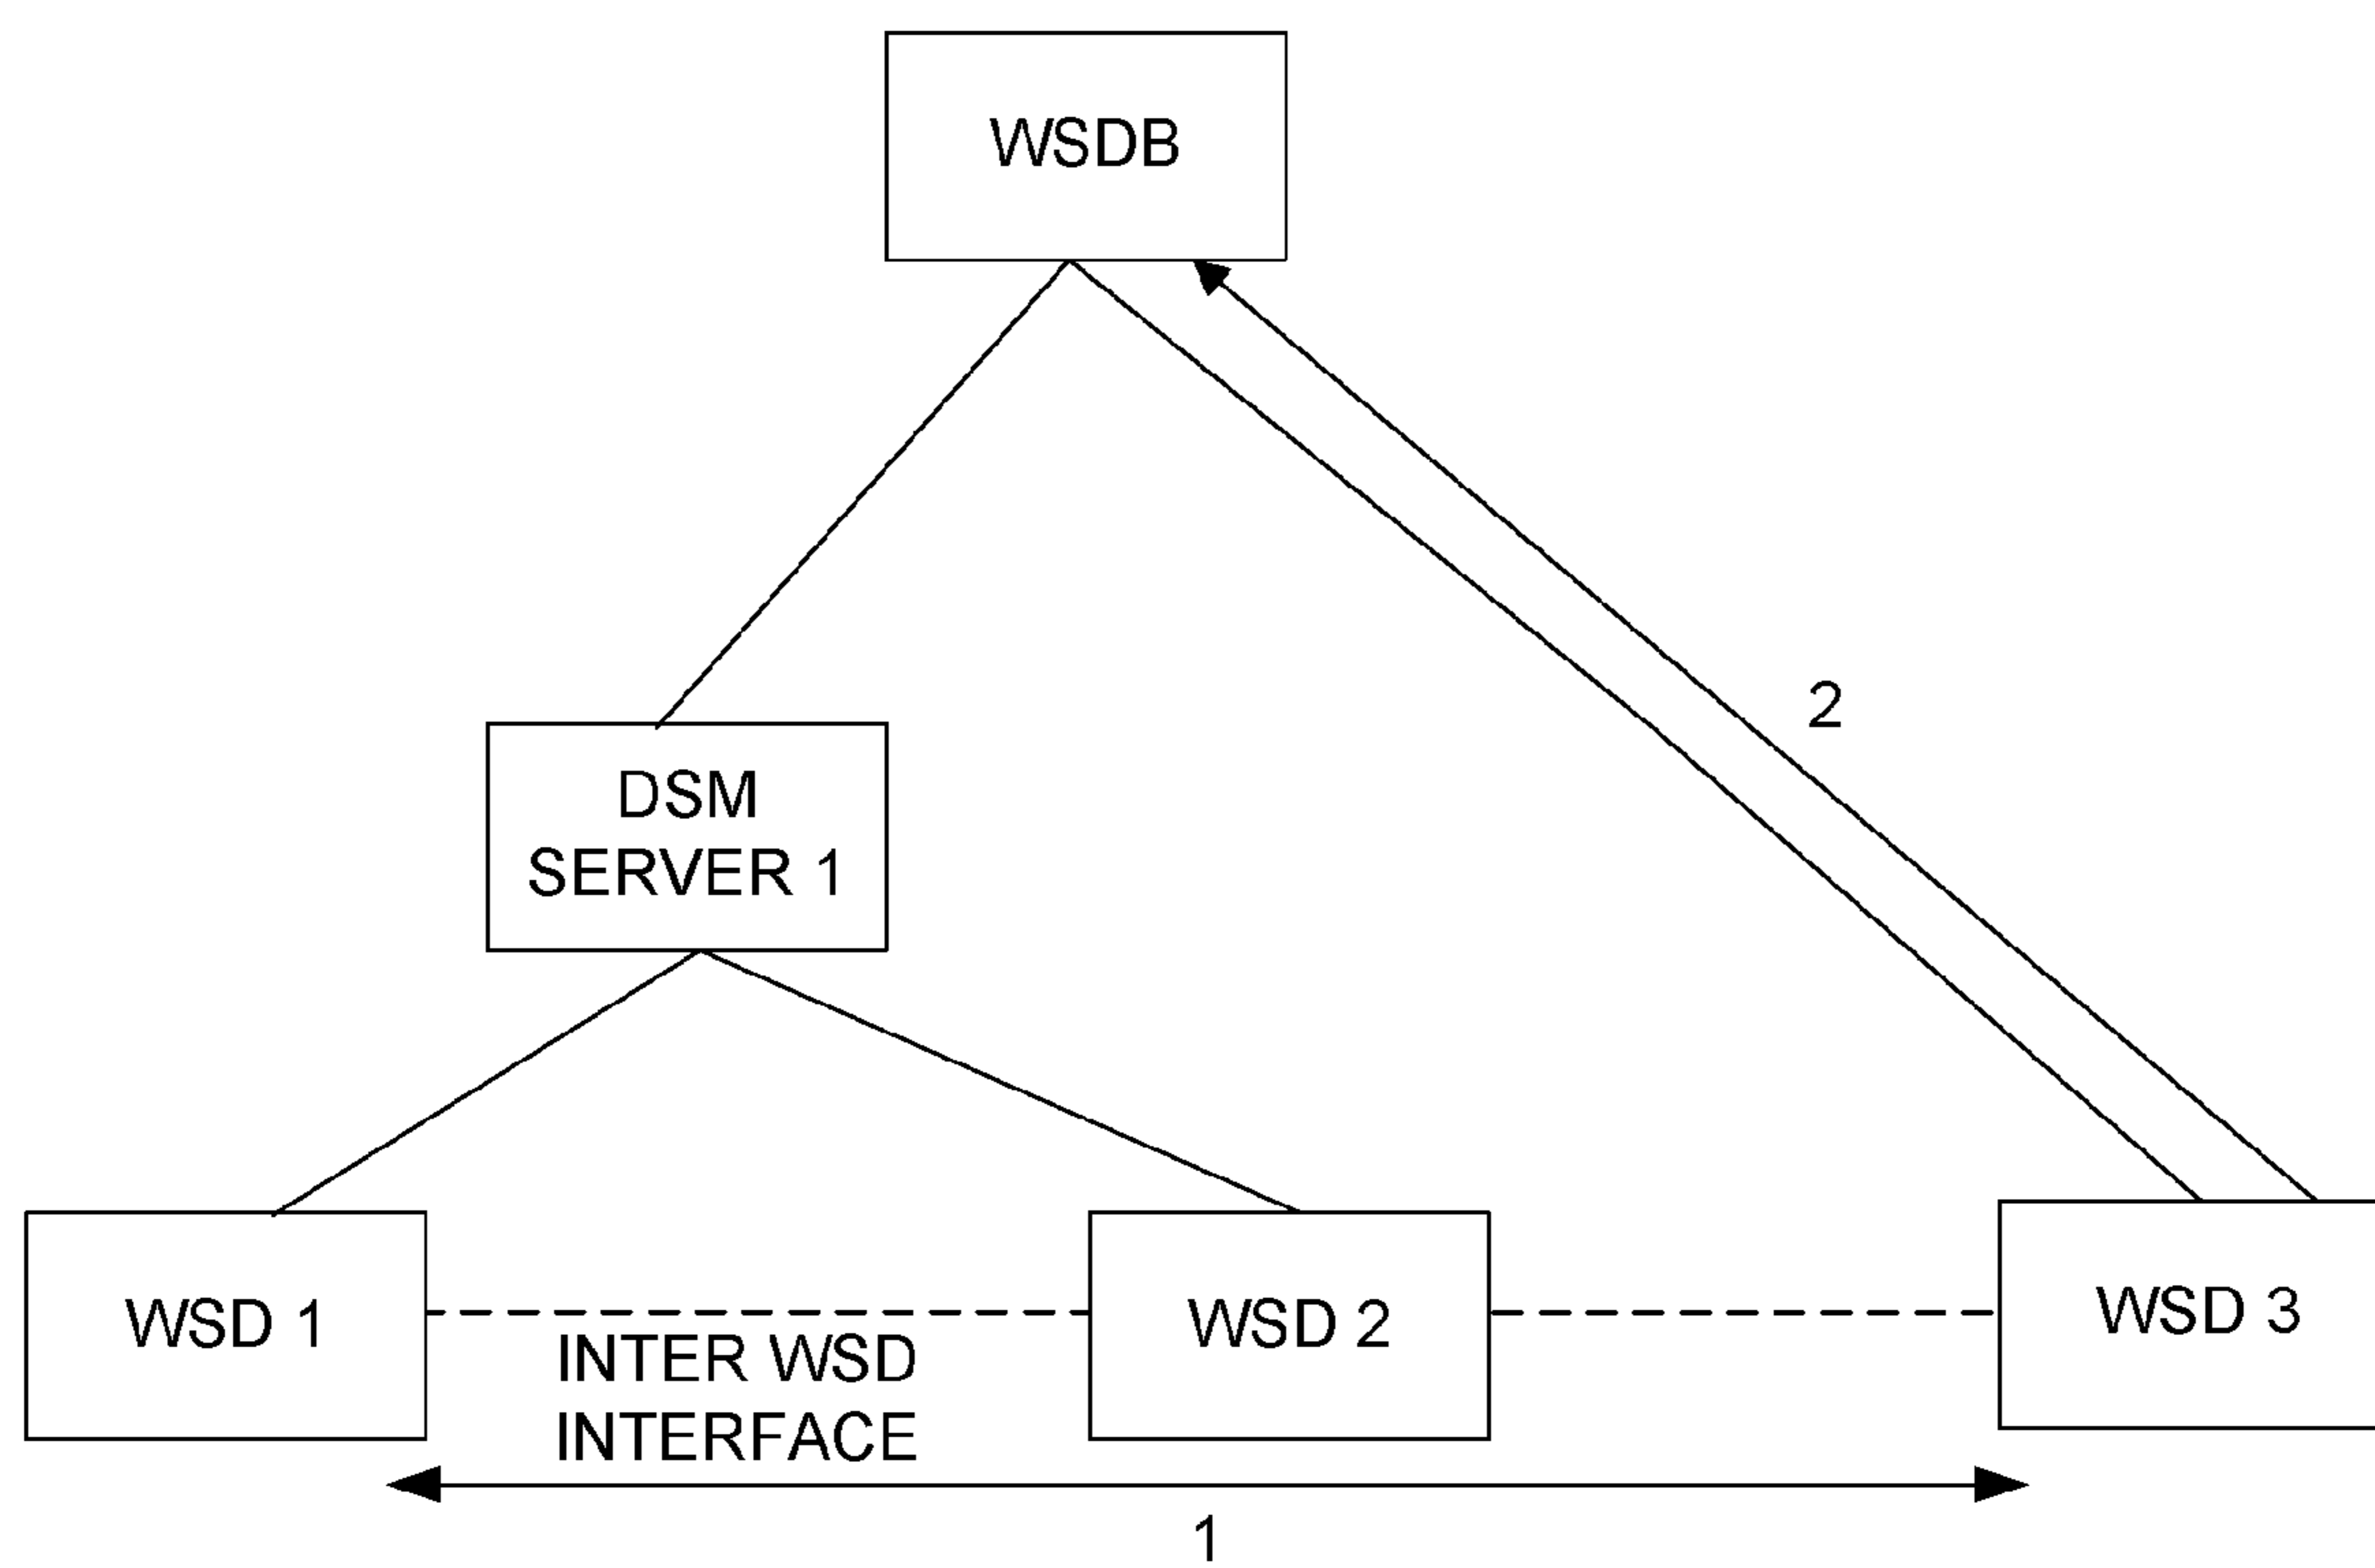 WSDB
2
DSM
SERVER 1
WSD 1
INTER WSD
INTERFACE
WSD 2
WSD 3
1